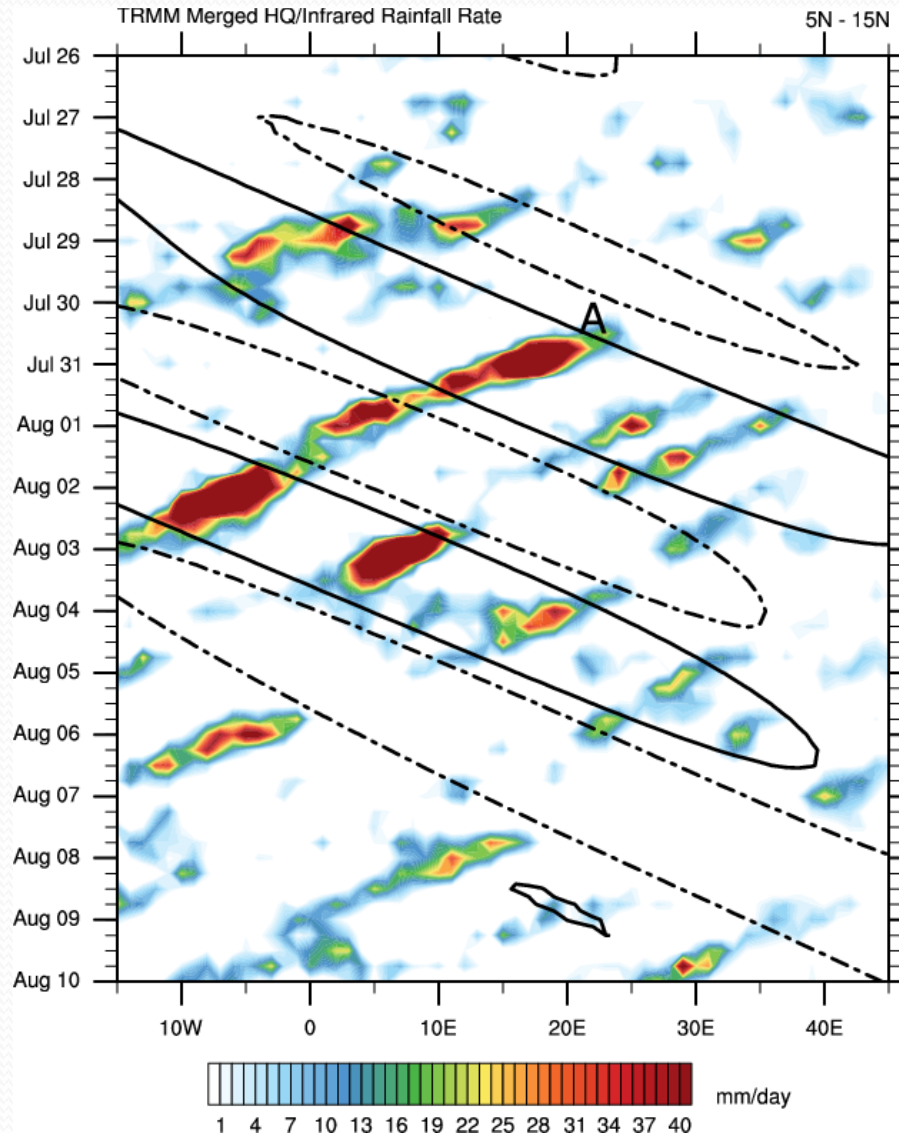 TRMM Merged HQ/Infrared Rainfall Rate 5N - 15N
Jul 26
Jul 27
Jul 28
Jul 29
Jul 30
A
Jul 31
Aug 01
Aug 02
Aug 03
Aug 04
Aug 05
Aug 06
Aug 07
Aug 08
Aug 09
Aug 10
10W 0 10E 20E 30E 40E
mm/day
1 4 7 10 13 16 19 22 25 28 31 34 37 40